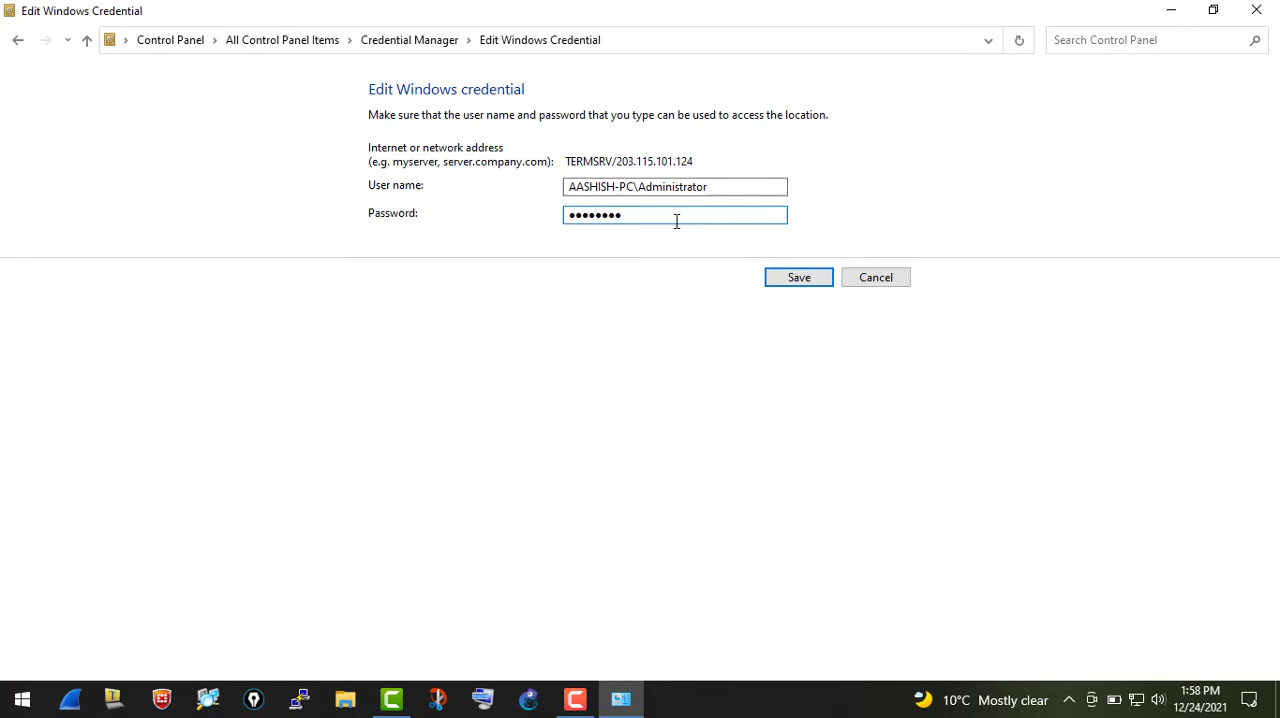 Edit Windows Credential
Control Panel > All Control Panel Items > Credential Manager > Edit Windows Credential
Search Control Panel
Edit Windows credential
Make sure that the user name and password that you type can be used to access the location.
Internet or network address
(e.g. myserver, server.company.com): TERMSRV/203.115.101.124
User name: AASHISH-PC\Administrator
Password: ••••••••
Save Cancel
10°C Mostly clear
1:58 PM
12/24/2021